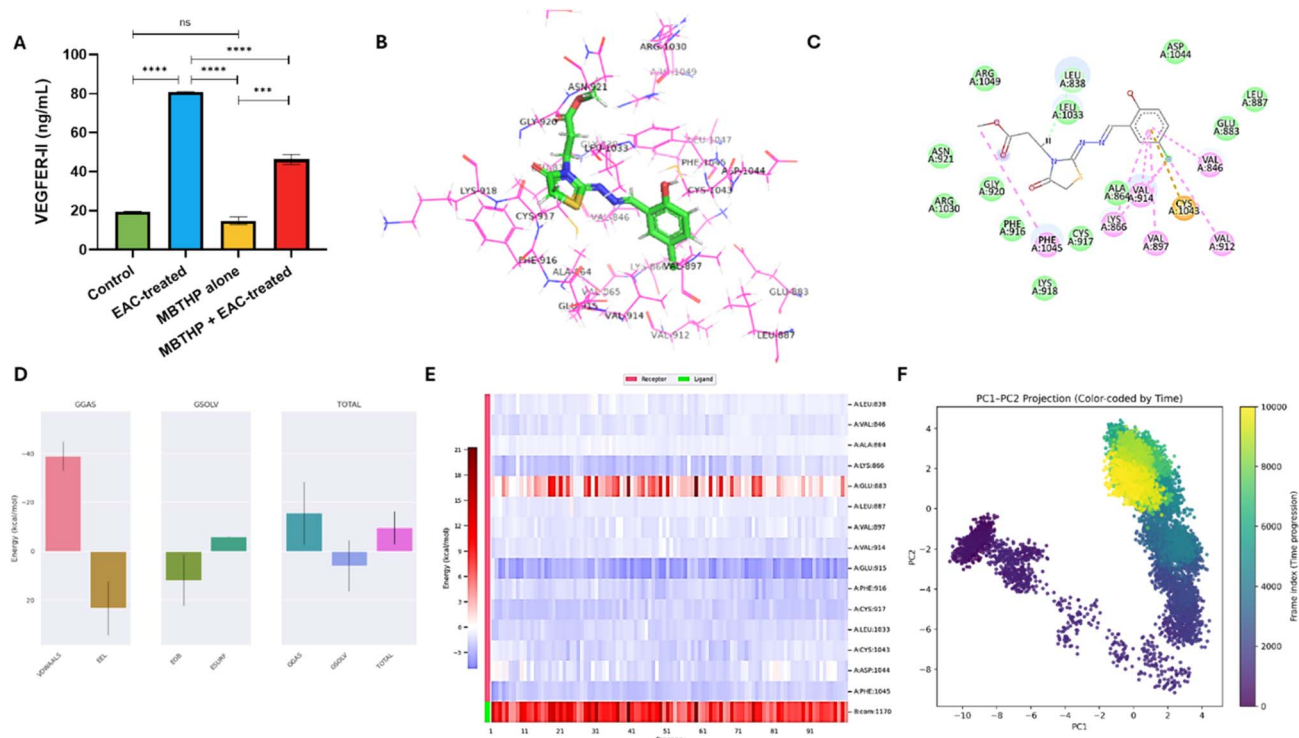 A
ns
****
****
****
***
VEGFER-II (ng/mL)
100
80
60
40
20
0
Control
EAC-treated
MBTHP alone
MBTHP + EAC-treated
B
ARG-1030
ASN-921
GLY-920
LEU-1033
LEU-1047
PHE-1045
ASP-1044
LYS-918
CYS-1043
CYS-917
VAL-846
PHE-916
VAL-897
VAL-865
GLU-915
VAL-914
GLU-883
VAL-912
LEU-887
C
ASP A:1044
ARG A:1049
LEU A:838
LEU A:887
LEU A:1033
GLU A:883
ASN A:921
VAL A:846
GLY A:920
ALA A:864
VAL A:914
CYS A:1043
ARG A:1030
PHE A:916
LYS A:866
PHE A:1045
CYS A:917
VAL A:897
VAL A:912
LYS A:918
D
GGAS
GSOLV
TOTAL
Energy (kcal/mol)
−40
−20
0
20
VDWAALS
EEL
EGB
ESURF
GGAS
GSOLV
TOTAL
E
Receptor
Ligand
Energy (kcal/mol)
21
18
15
12
9
6
3
0
−3
A:LEU:838
A:VAL:846
A:ALA:864
A:LYS:866
A:GLU:883
A:LEU:887
A:VAL:897
A:VAL:914
A:GLU:915
A:PHE:916
A:CYS:917
A:LEU:1033
A:CYS:1043
A:ASP:1044
A:PHE:1045
B:com:1170
1
11
21
31
41
51
61
71
81
91
F
PC1–PC2 Projection (Color-coded by Time)
PC2
4
2
0
−2
−4
−6
−8
−10
−8
−6
−4
−2
0
2
4
PC1
10000
8000
6000
4000
2000
0
Frame index (Time progression)